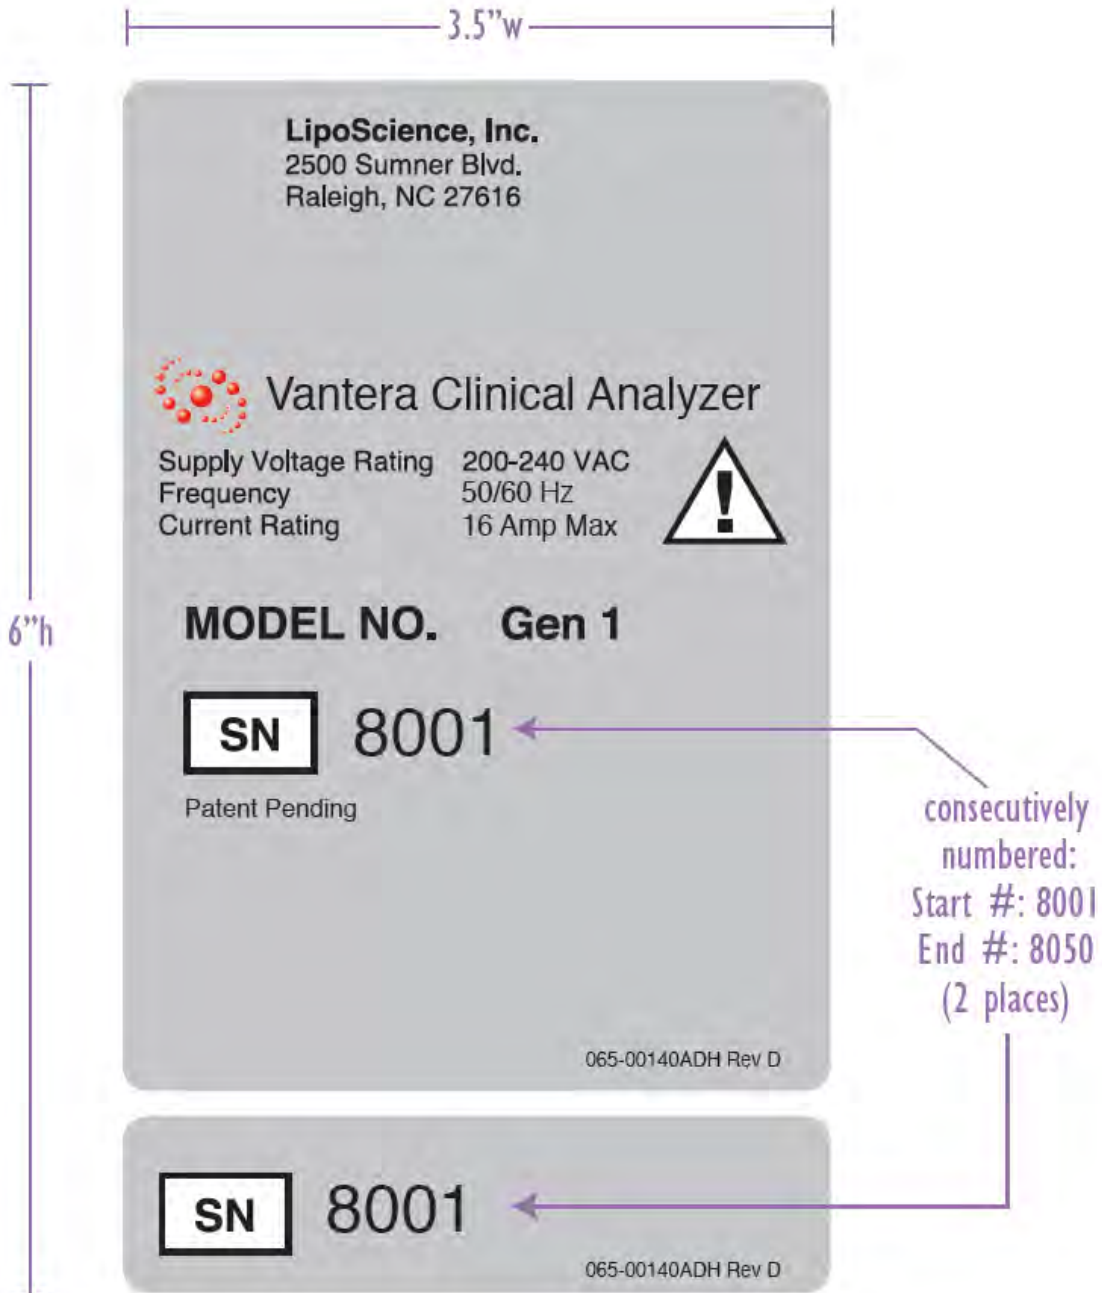 3.5”w
LipoScience, Inc.
2500 Sumner Blvd.
Raleigh, NC 27616
Vantera Clinical Analyzer
Supply Voltage Rating 200-240 VAC
Frequency 50/60 Hz
Current Rating 16 Amp Max
!
6”h
MODEL NO. Gen 1
SN 8001
Patent Pending
consecutively
numbered:
Start #: 8001
End #: 8050
(2 places)
065-00140ADH Rev D
SN 8001
065-00140ADH Rev D